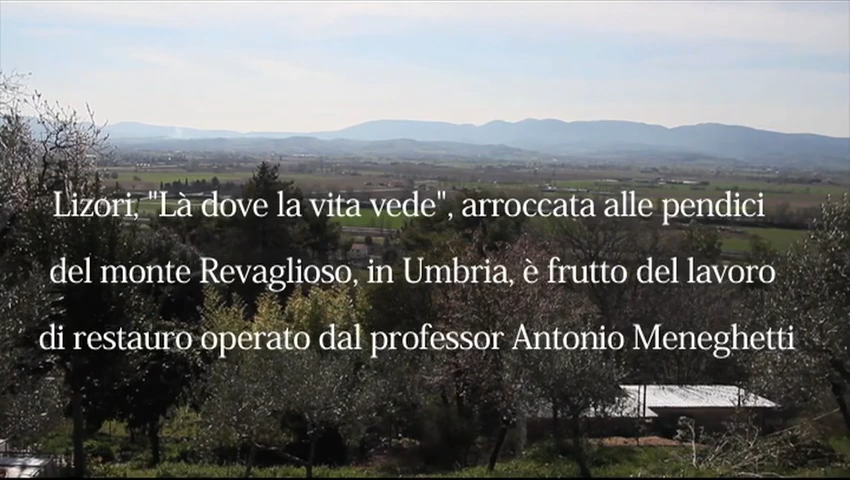 Lizori, "Là dove la vita vede", arroccata alle pendici
del monte Revaglioso, in Umbria, è frutto del lavoro
di restauro operato dal professor Antonio Meneghetti